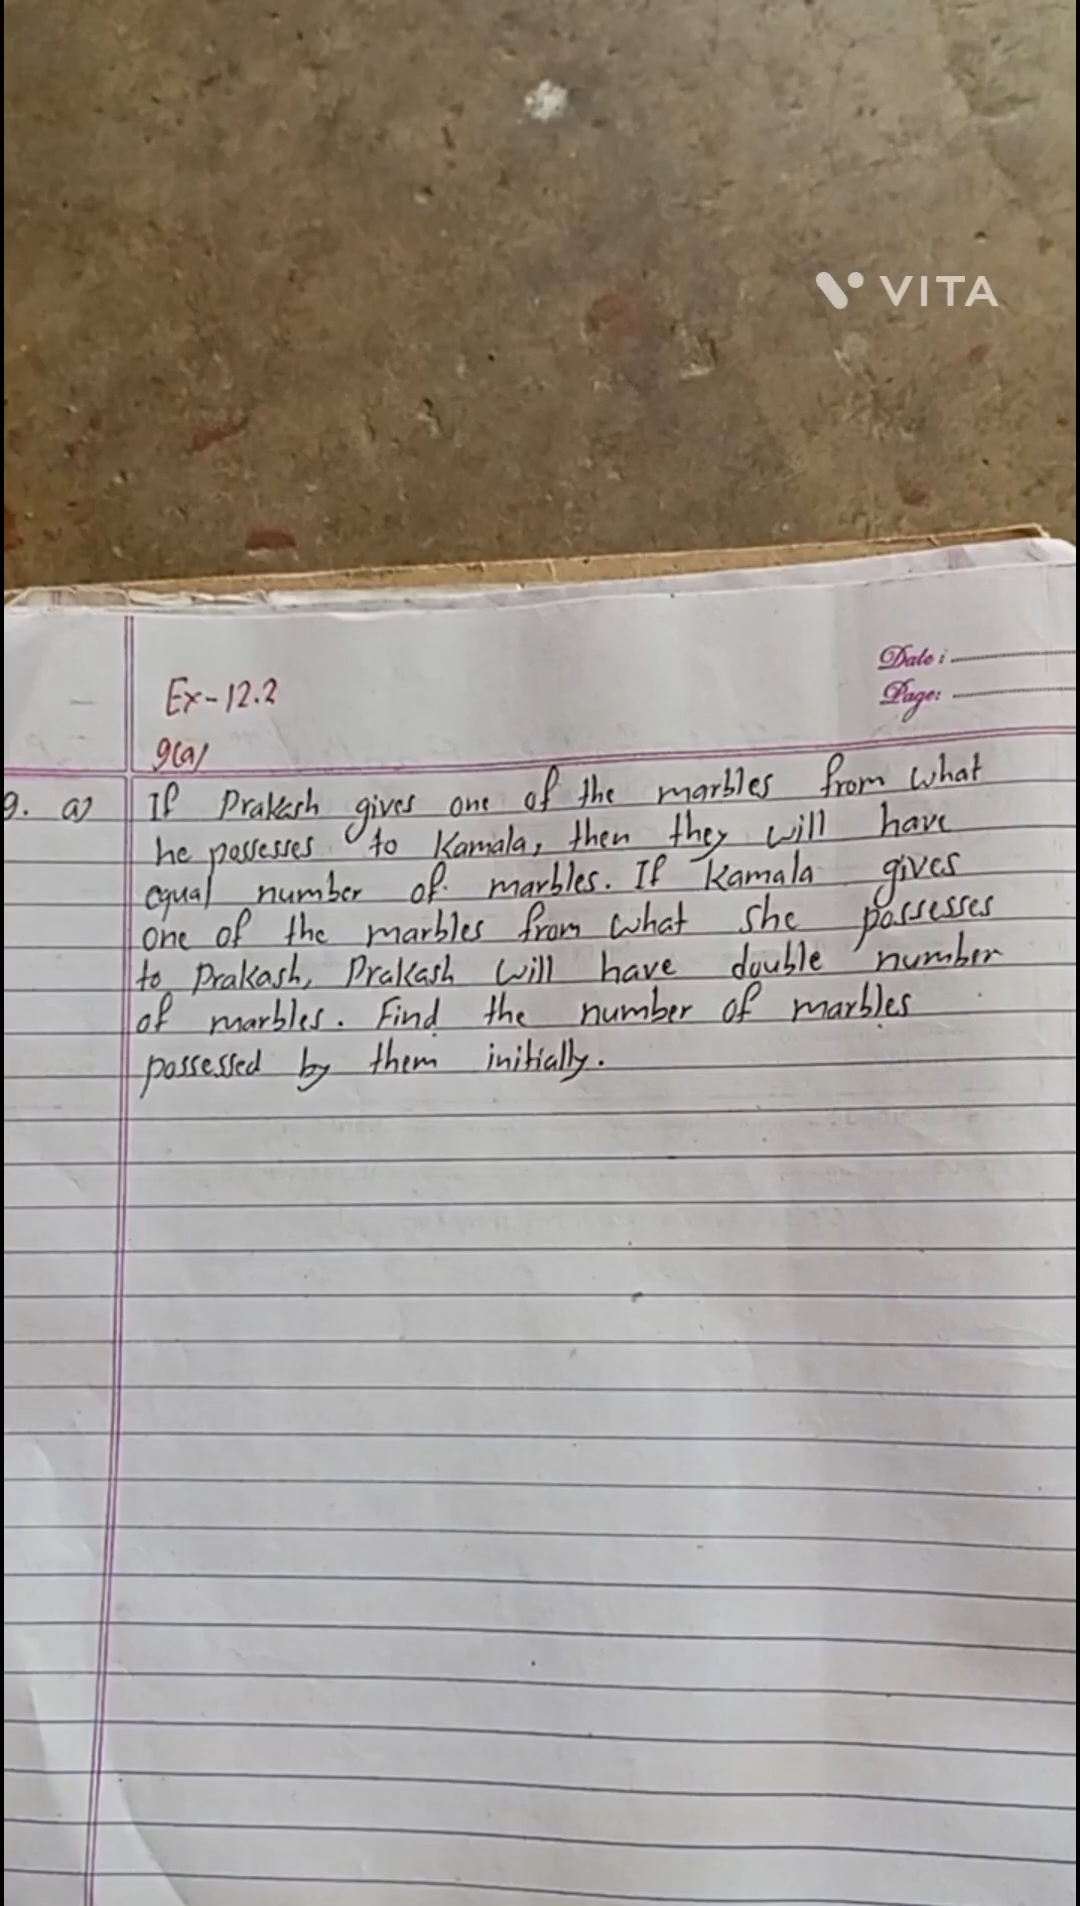 VITA
Date:
Page:
Ex-12.2
9(a)
9. a) If Prakash gives one of the marbles from what
he possesses to Kamala, then they will have
equal number of marbles. If Kamala gives
one of the marbles from what she possesses
to Prakash, Prakash will have double number
of marbles. Find the number of marbles
possessed by them initially.